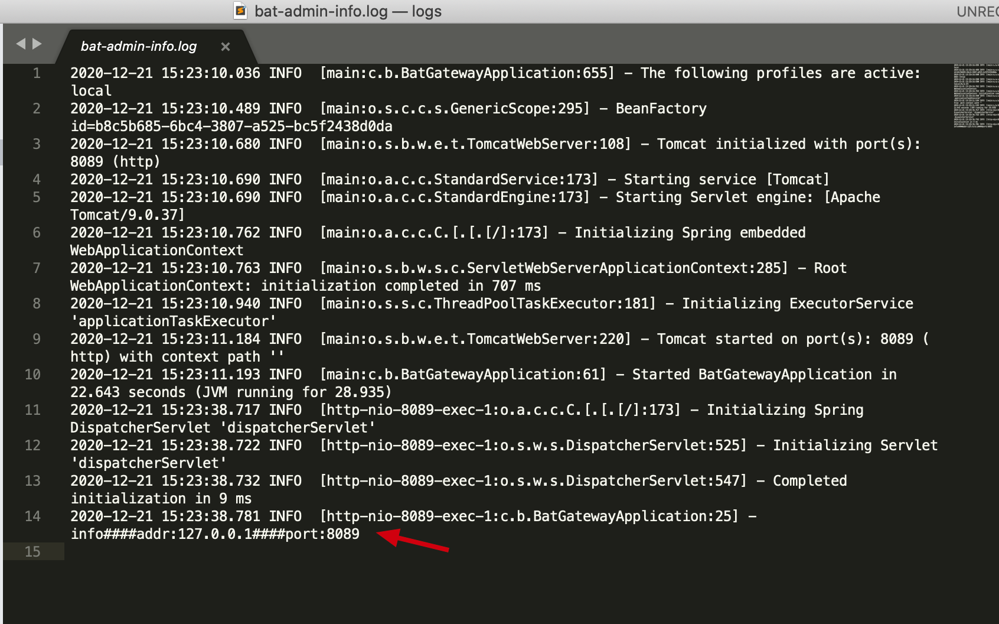 bat-admin-info.log — logs
UNREG
bat-admin-info.log ×
1 2020-12-21 15:23:10.036 INFO  [main:c.b.BatGatewayApplication:655] - The following profiles are active:
local
2 2020-12-21 15:23:10.489 INFO  [main:o.s.c.c.s.GenericScope:295] - BeanFactory
id=b8c5b685-6bc4-3807-a525-bc5f2438d0da
3 2020-12-21 15:23:10.680 INFO  [main:o.s.b.w.e.t.TomcatWebServer:108] - Tomcat initialized with port(s):
8089 (http)
4 2020-12-21 15:23:10.690 INFO  [main:o.a.c.c.StandardService:173] - Starting service [Tomcat]
5 2020-12-21 15:23:10.690 INFO  [main:o.a.c.c.StandardEngine:173] - Starting Servlet engine: [Apache
Tomcat/9.0.37]
6 2020-12-21 15:23:10.762 INFO  [main:o.a.c.c.C.[.[.[/]:173] - Initializing Spring embedded
WebApplicationContext
7 2020-12-21 15:23:10.763 INFO  [main:o.s.b.w.s.c.ServletWebServerApplicationContext:285] - Root
WebApplicationContext: initialization completed in 707 ms
8 2020-12-21 15:23:10.940 INFO  [main:o.s.s.c.ThreadPoolTaskExecutor:181] - Initializing ExecutorService
'applicationTaskExecutor'
9 2020-12-21 15:23:11.184 INFO  [main:o.s.b.w.e.t.TomcatWebServer:220] - Tomcat started on port(s): 8089 (
http) with context path ''
10 2020-12-21 15:23:11.193 INFO  [main:c.b.BatGatewayApplication:61] - Started BatGatewayApplication in
22.643 seconds (JVM running for 28.935)
11 2020-12-21 15:23:38.717 INFO  [http-nio-8089-exec-1:o.a.c.c.C.[.[.[/]:173] - Initializing Spring
DispatcherServlet 'dispatcherServlet'
12 2020-12-21 15:23:38.722 INFO  [http-nio-8089-exec-1:o.s.w.s.DispatcherServlet:525] - Initializing Servlet
'dispatcherServlet'
13 2020-12-21 15:23:38.732 INFO  [http-nio-8089-exec-1:o.s.w.s.DispatcherServlet:547] - Completed
initialization in 9 ms
14 2020-12-21 15:23:38.781 INFO  [http-nio-8089-exec-1:c.b.BatGatewayApplication:25] -
info####addr:127.0.0.1####port:8089
15